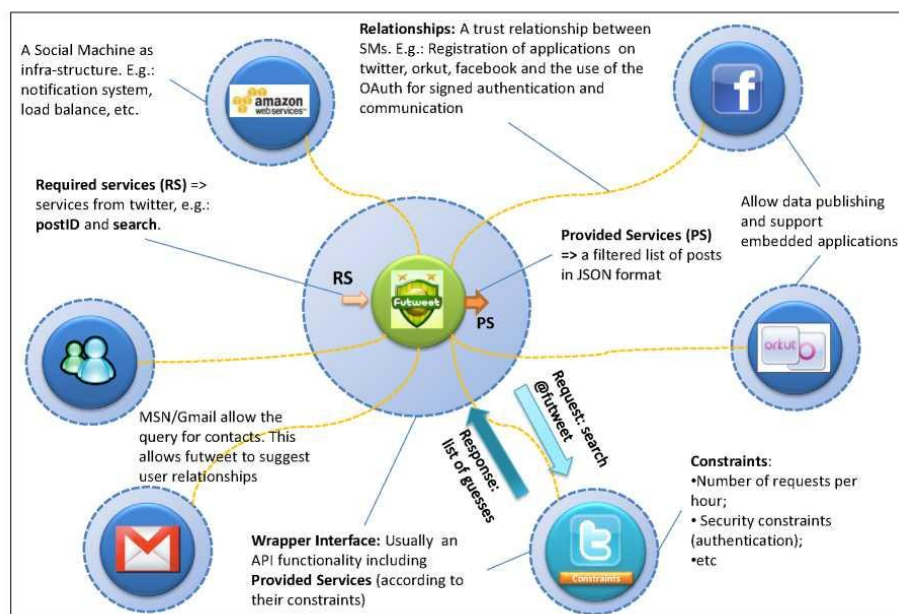 A Social Machine as
infra-structure. E.g.:
notification system,
load balance, etc.
amazon
webservices™
Relationships: A trust relationship between
SMs. E.g.: Registration of applications on
twitter, orkut, facebook and the use of the
OAuth for signed authentication and
communication
f
Required services (RS) =>
services from twitter, e.g.:
postID and search.
Allow data publishing
and support
embedded applications
Provided Services (PS)
=> a filtered list of posts
in JSON format
RS
Futweet
PS
orkut
MSN/Gmail allow the
query for contacts. This
allows futweet to suggest
user relationships
Request: search
@futweet
Response:
list of guesses
Constraints:
•Number of requests per
hour;
• Security constraints
(authentication);
•etc
Wrapper Interface: Usually an
API functionality including
Provided Services (according to
their constraints)
t
Constraints